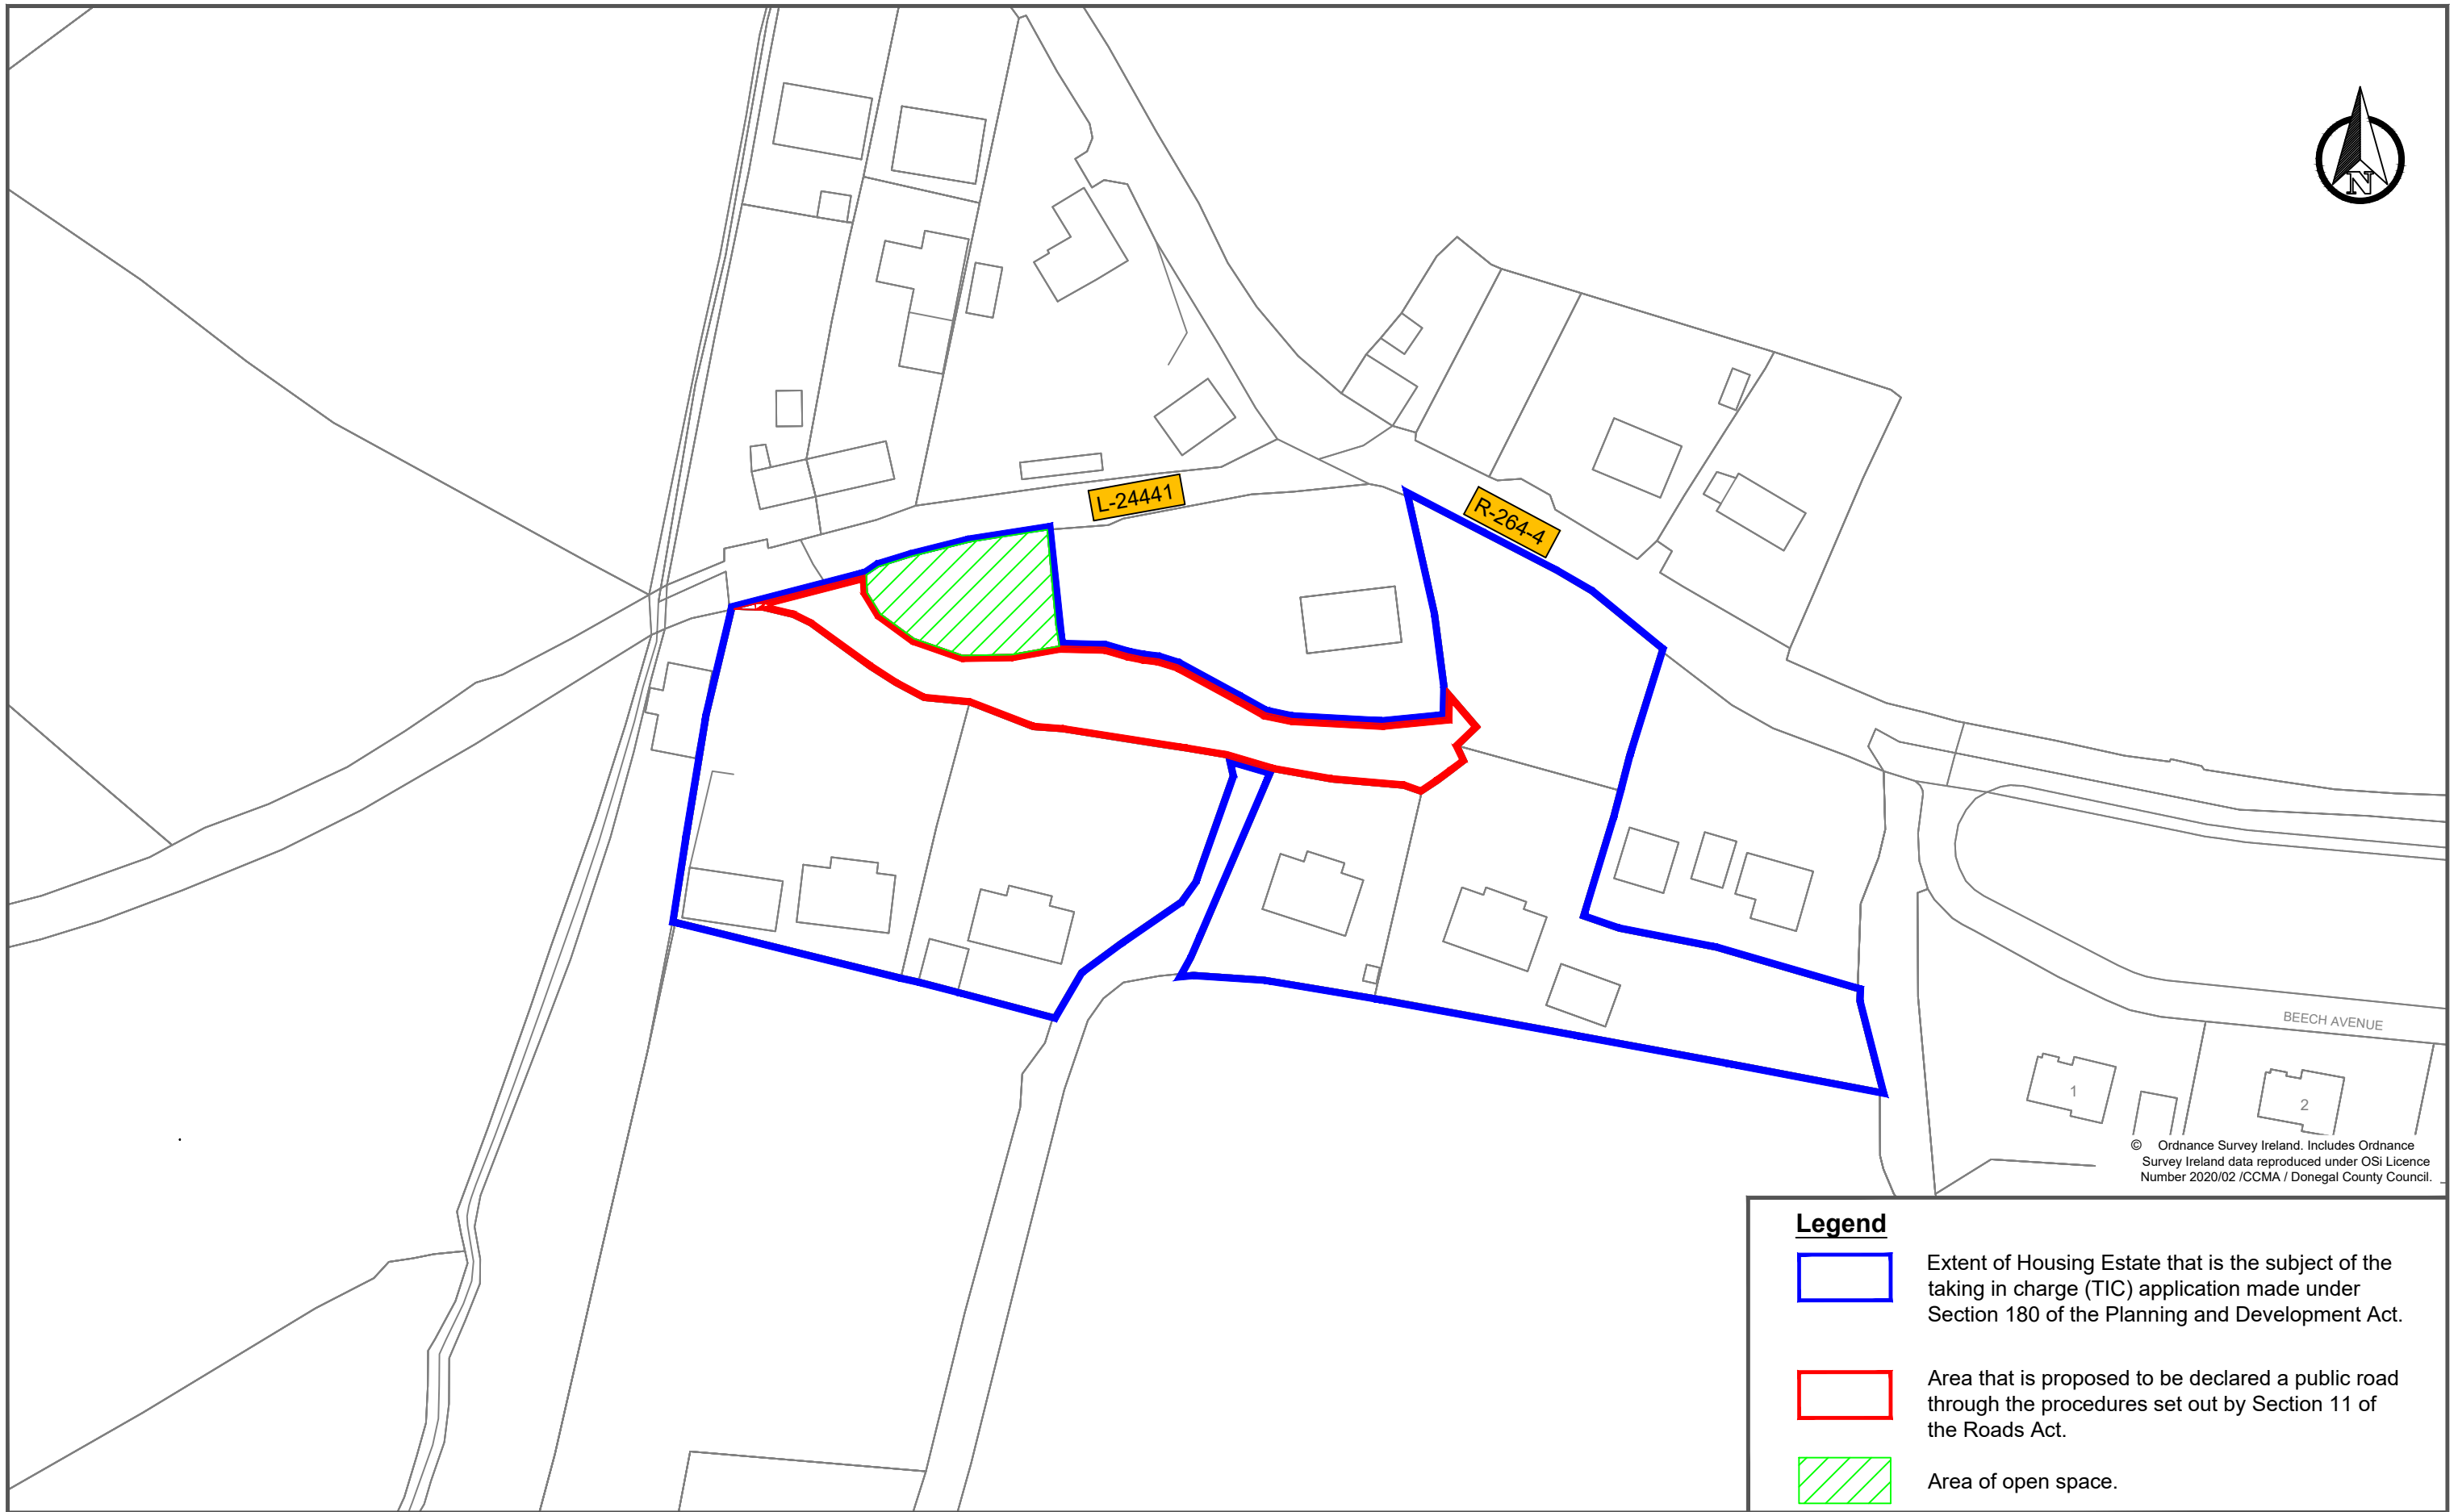 N
L-24441
R-264-4
BEECH AVENUE
1
2
© Ordnance Survey Ireland. Includes Ordnance
Survey Ireland data reproduced under OSi Licence
Number 2020/02 /CCMA / Donegal County Council.
Legend
Extent of Housing Estate that is the subject of the
taking in charge (TIC) application made under
Section 180 of the Planning and Development Act.
Area that is proposed to be declared a public road
through the procedures set out by Section 11 of
the Roads Act.
Area of open space.